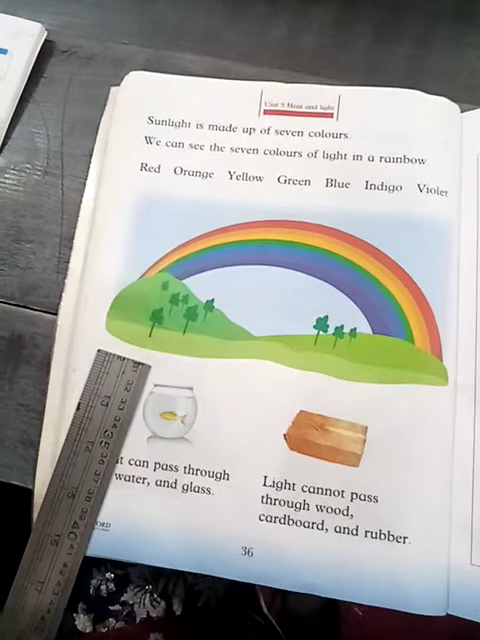 Unit 5 Heat and light
Sunlight is made up of seven colours.
We can see the seven colours of light in a rainbow.
Red Orange Yellow Green Blue Indigo Violet
can pass through
water, and glass.
Light cannot pass
through wood,
cardboard, and rubber.
36